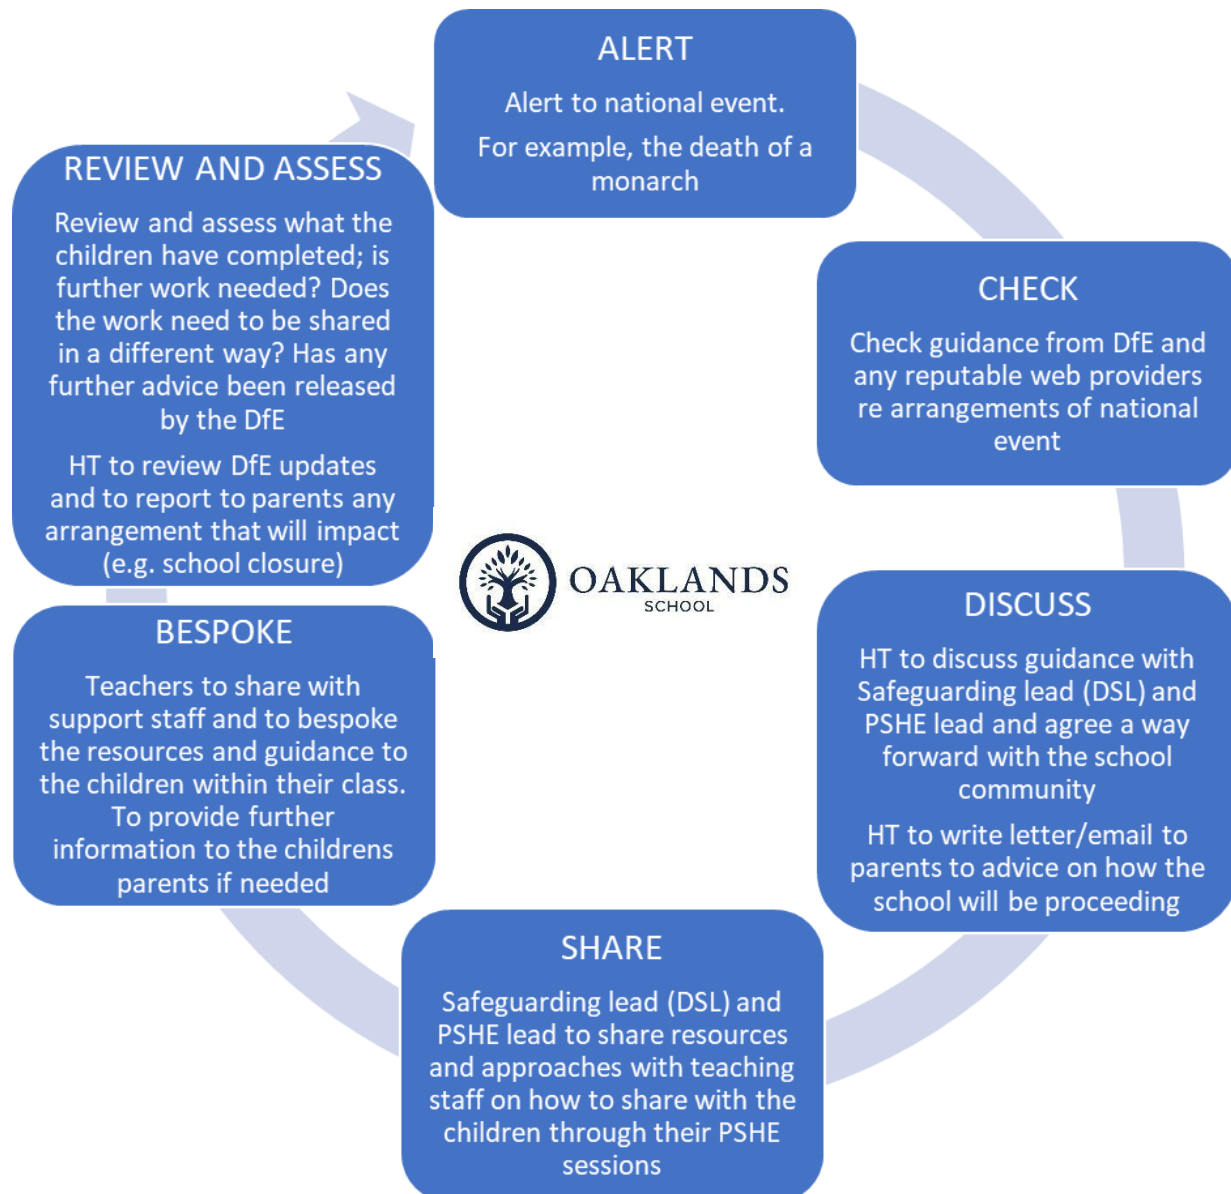 ALERT
Alert to national event.
For example, the death of a
monarch
CHECK
Check guidance from DfE and
any reputable web providers
re arrangements of national
event
DISCUSS
HT to discuss guidance with
Safeguarding lead (DSL) and
PSHE lead and agree a way
forward with the school
community
HT to write letter/email to
parents to advice on how the
school will be proceeding
SHARE
Safeguarding lead (DSL) and
PSHE lead to share resources
and approaches with teaching
staff on how to share with the
children through their PSHE
sessions
BESPOKE
Teachers to share with
support staff and to bespoke
the resources and guidance to
the children within their class.
To provide further
information to the childrens
parents if needed
REVIEW AND ASSESS
Review and assess what the
children have completed; is
further work needed? Does
the work need to be shared
in a different way? Has any
further advice been released
by the DfE
HT to review DfE updates
and to report to parents any
arrangement that will impact
(e.g. school closure)
OAKLANDS
SCHOOL